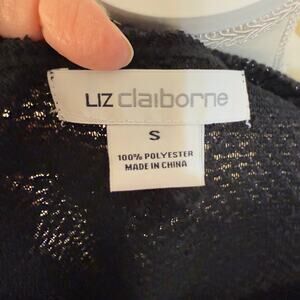 LIZ claiborne
S
100% POLYESTER
MADE IN CHINA